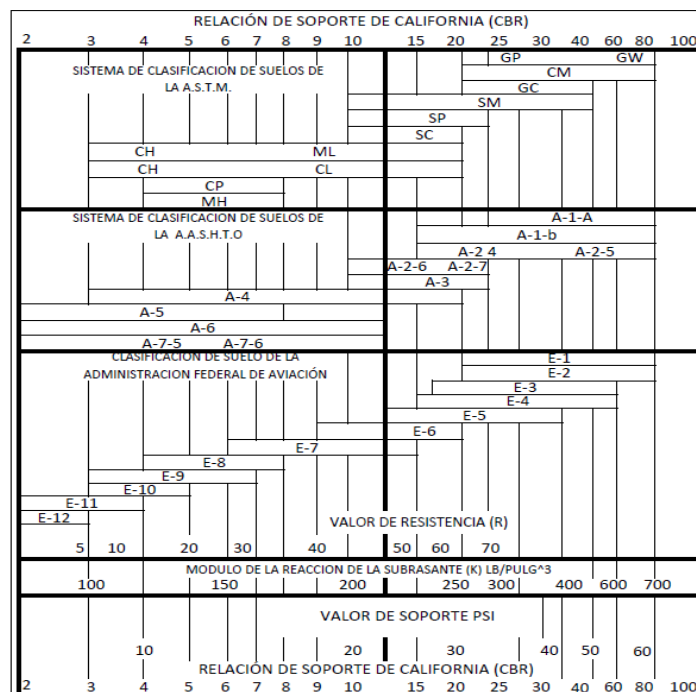 RELACIÓN DE SOPORTE DE CALIFORNIA (CBR)
2 3 4 5 6 7 8 9 10 15 20 25 30 40 60 80 100
SISTEMA DE CLASIFICACION DE SUELOS DE
LA A.S.T.M.
GP GW
CM
GC
SM
SP
SC
CH ML
CH CL
CP
MH
SISTEMA DE CLASIFICACION DE SUELOS DE
LA A.A.S.H.T.O
A-1-A
A-1-b
A-2 4 A-2-5
A-2-6 A-2-7
A-3
A-4
A-5
A-6
A-7-5 A-7-6
CLASIFICACION DE SUELO DE LA
ADMINISTRACION FEDERAL DE AVIACIÓN
E-1
E-2
E-3
E-4
E-5
E-6
E-7
E-8
E-9
E-10
E-11
E-12
VALOR DE RESISTENCIA (R)
5 10 20 30 40 50 60 70
MODULO DE LA REACCION DE LA SUBRASANTE (K) LB/PULG^3
100 150 200 250 300 400 600 700
VALOR DE SOPORTE PSI
10 20 30 40 50 60
RELACIÓN DE SOPORTE DE CALIFORNIA (CBR)
2 3 4 5 6 7 8 9 10 15 20 25 30 40 60 80 100